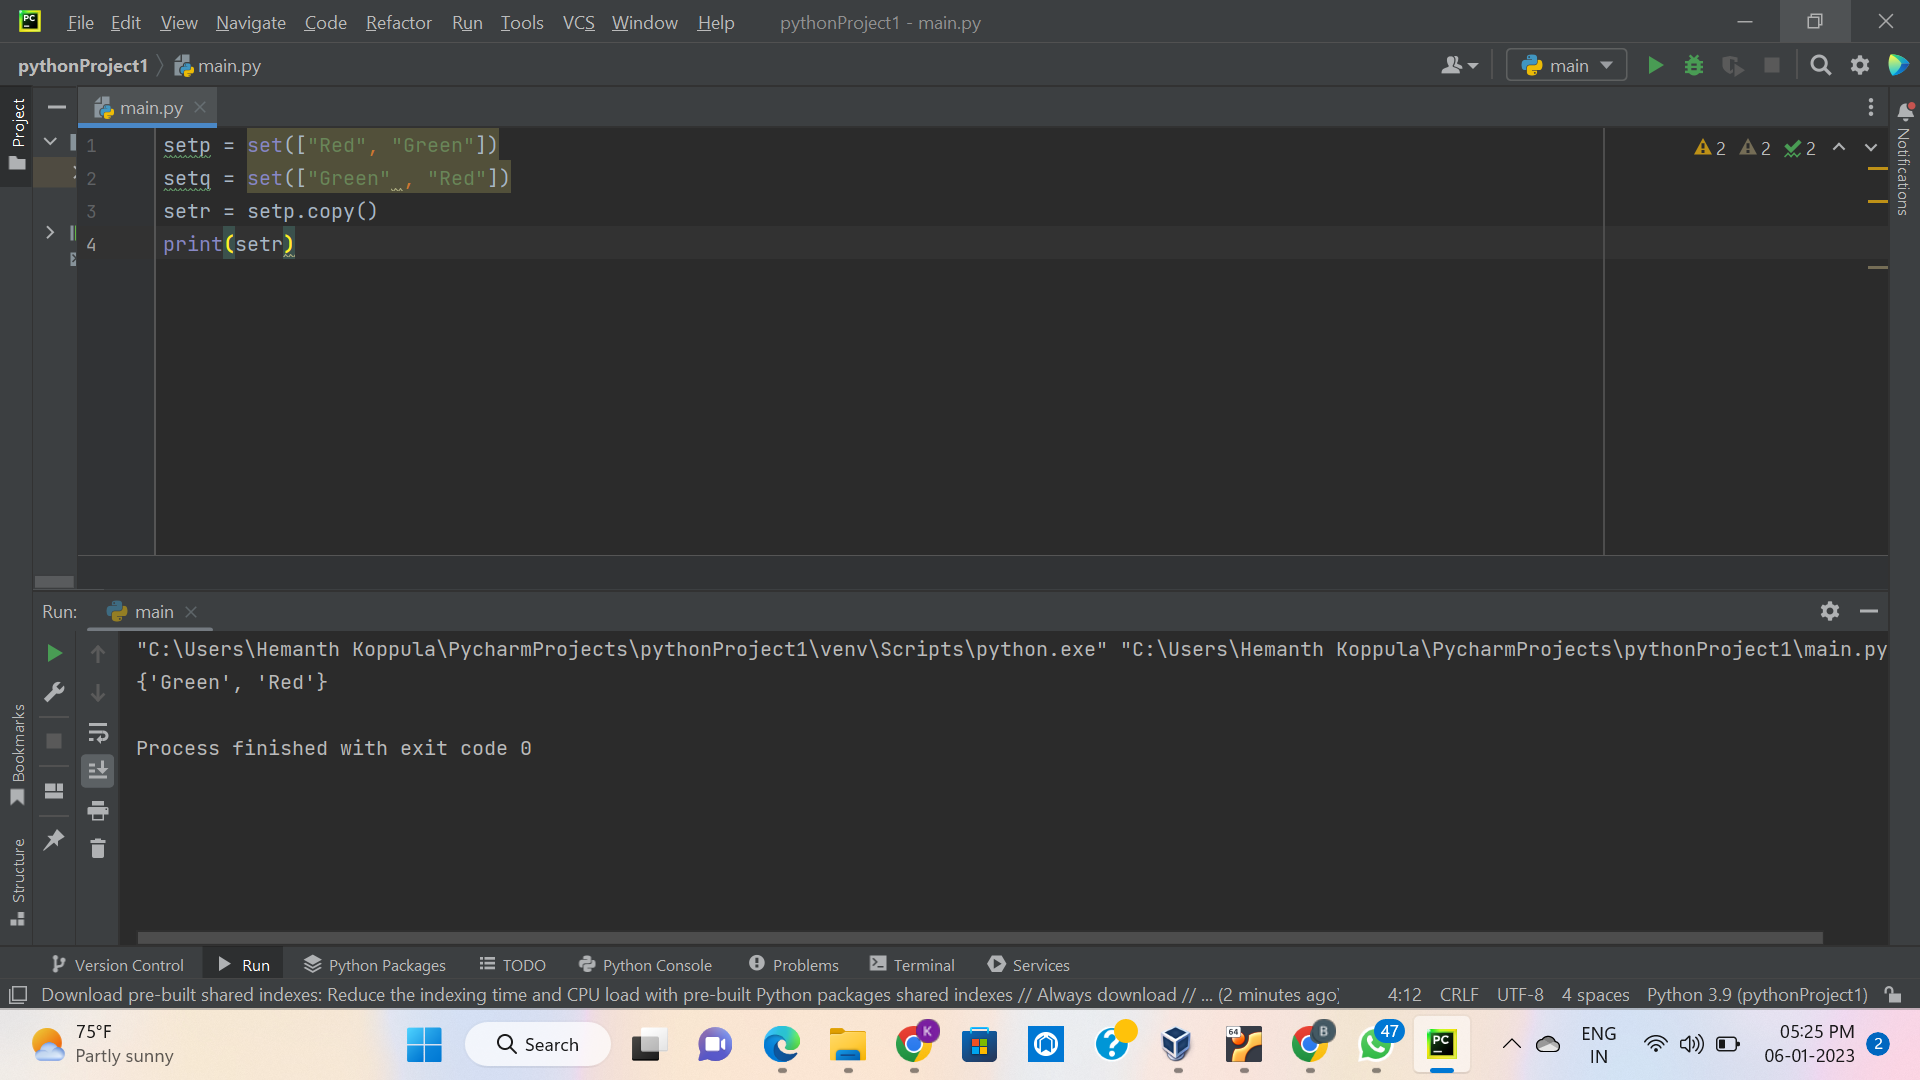 PC File Edit View Navigate Code Refactor Run Tools VCS Window Help pythonProject1 - main.py
pythonProject1 main.py main
Project main.py
1 setp = set(["Red", "Green"])
2 setq = set(["Green" , "Red"])
3 setr = setp.copy()
4 print(setr)
2 2 2
Notifications
Run: main
"C:\Users\Hemanth Koppula\PycharmProjects\pythonProject1\venv\Scripts\python.exe" "C:\Users\Hemanth Koppula\PycharmProjects\pythonProject1\main.py
{'Green', 'Red'}
Process finished with exit code 0
Bookmarks
Structure
Version Control Run Python Packages TODO Python Console Problems Terminal Services
Download pre-built shared indexes: Reduce the indexing time and CPU load with pre-built Python packages shared indexes // Always download // ... (2 minutes ago) 4:12 CRLF UTF-8 4 spaces Python 3.9 (pythonProject1)
75°F
Partly sunny
Search
K
64
B
47
PC
ENG
IN
05:25 PM
06-01-2023
2